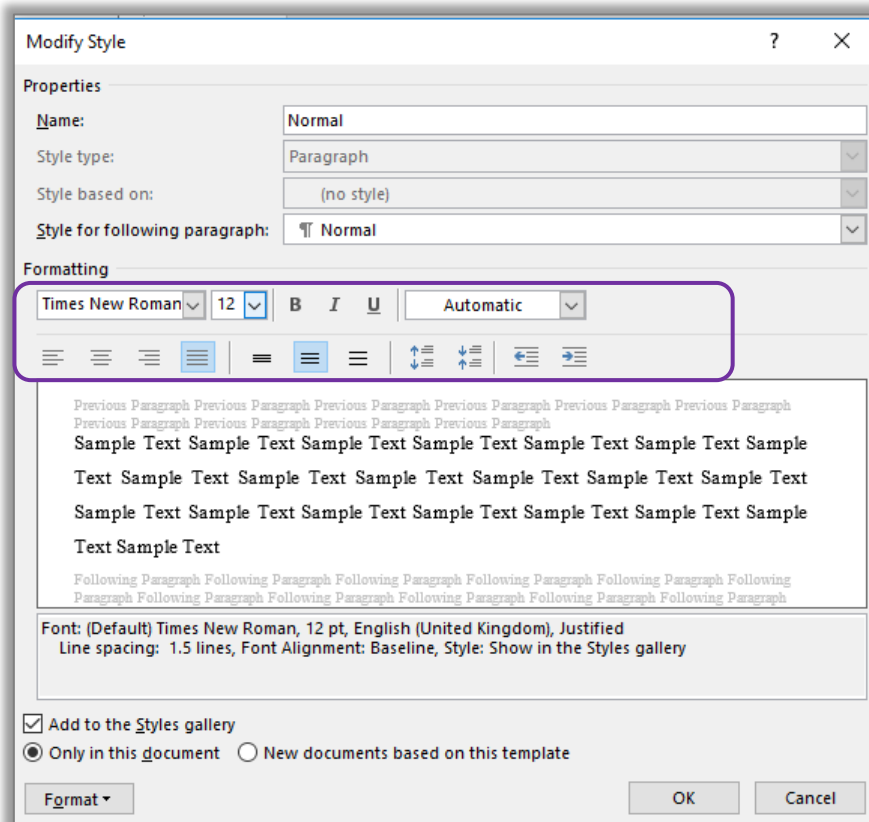 Modify Style ?
Properties
Name: Normal
Style type: Paragraph
Style based on: (no style)
Style for following paragraph: ¶ Normal
Formatting
Times New Roman 12 B I U Automatic
Previous Paragraph Previous Paragraph Previous Paragraph Previous Paragraph Previous Paragraph Previous Paragraph
Previous Paragraph Previous Paragraph Previous Paragraph Previous Paragraph
Sample Text Sample Text Sample Text Sample Text Sample Text Sample Text Sample
Text Sample Text Sample Text Sample Text Sample Text Sample Text Sample Text
Sample Text Sample Text Sample Text Sample Text Sample Text Sample Text Sample
Text Sample Text
Following Paragraph Following Paragraph Following Paragraph Following Paragraph Following Paragraph Following
Paragraph Following Paragraph Following Paragraph Following Paragraph Following Paragraph Following Paragraph
Font: (Default) Times New Roman, 12 pt, English (United Kingdom), Justified
Line spacing: 1.5 lines, Font Alignment: Baseline, Style: Show in the Styles gallery
Add to the Styles gallery
Only in this document New documents based on this template
Format OK Cancel